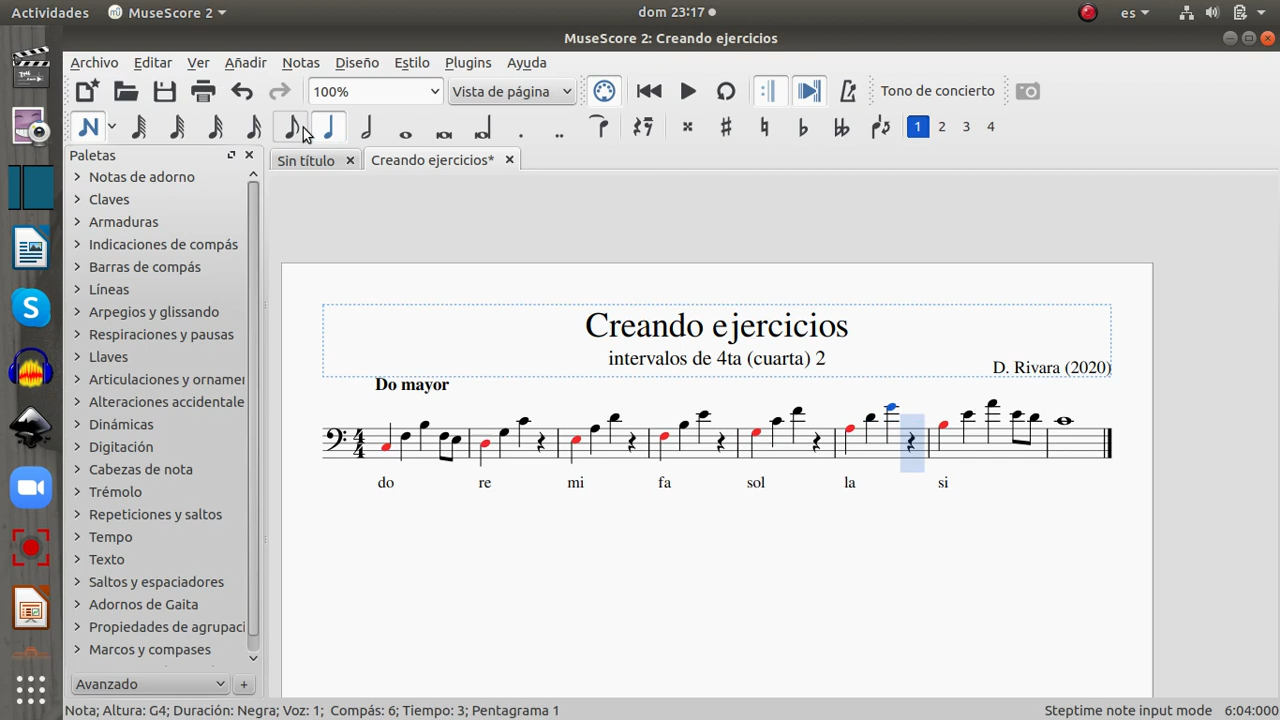 Actividades MuseScore 2 dom 23:17 es
MuseScore 2: Creando ejercicios
Archivo Editar Ver Añadir Notas Diseño Estilo Plugins Ayuda
100% Vista de página Tono de concierto
1 2 3 4
Paletas
Sin título Creando ejercicios*
Notas de adorno
Claves
Armaduras
Indicaciones de compás
Barras de compás
Líneas
Arpegios y glissando
Respiraciones y pausas
Llaves
Articulaciones y orname
Alteraciones accidentale
Dinámicas
Digitación
Cabezas de nota
Trémolo
Repeticiones y saltos
Tempo
Texto
Saltos y espaciadores
Adornos de Gaita
Propiedades de agrupaci
Marcos y compases
Avanzado
Creando ejercicios
intervalos de 4ta (cuarta) 2
D. Rivara (2020)
Do mayor
4
4
do re mi fa sol la si
Nota; Altura: G4; Duración: Negra; Voz: 1; Compás: 6; Tiempo: 3; Pentagrama 1 Steptime note input mode 6:04:000